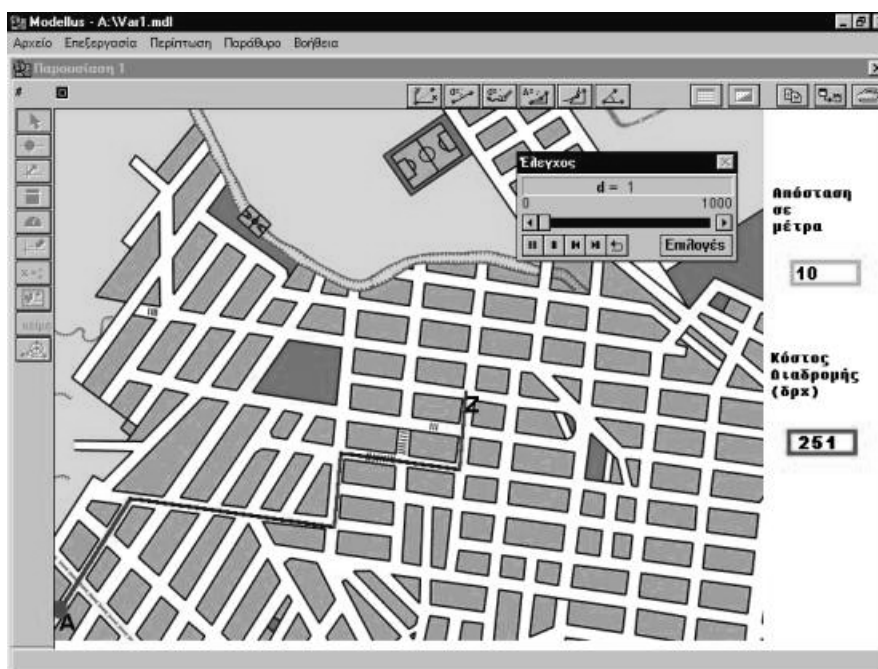 Modellus - A:\Var1.mdl
Αρχείο Επεξεργασία Περίπτωση Παράθυρο Βοήθεια
Παρουσίαση 1
#
Έλεγχος
d = 1
0 1000
Επιλογές
Απόσταση
σε
μέτρα
10
Κόστος
Διαδρομής
(δρχ)
251
Z
A